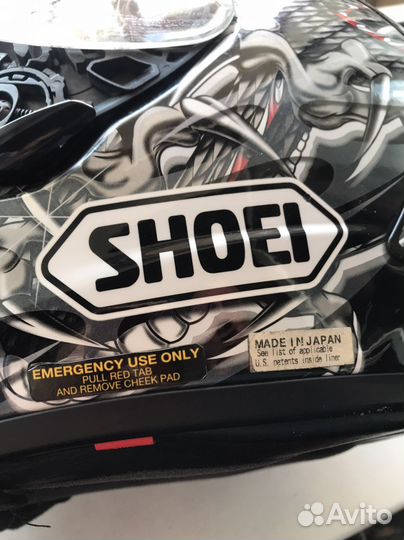 SHOEI
EMERGENCY USE ONLY
PULL RED TAB
AND REMOVE CHEEK PAD
MADE IN JAPAN
See list of applicable
U.S. patents inside liner
Avito